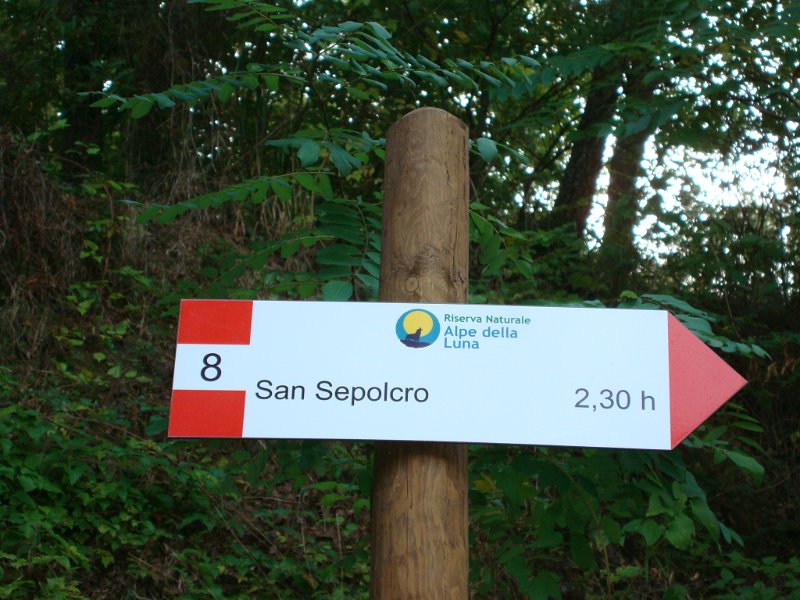 Riserva Naturale
Alpe della
Luna
8
San Sepolcro 2,30 h